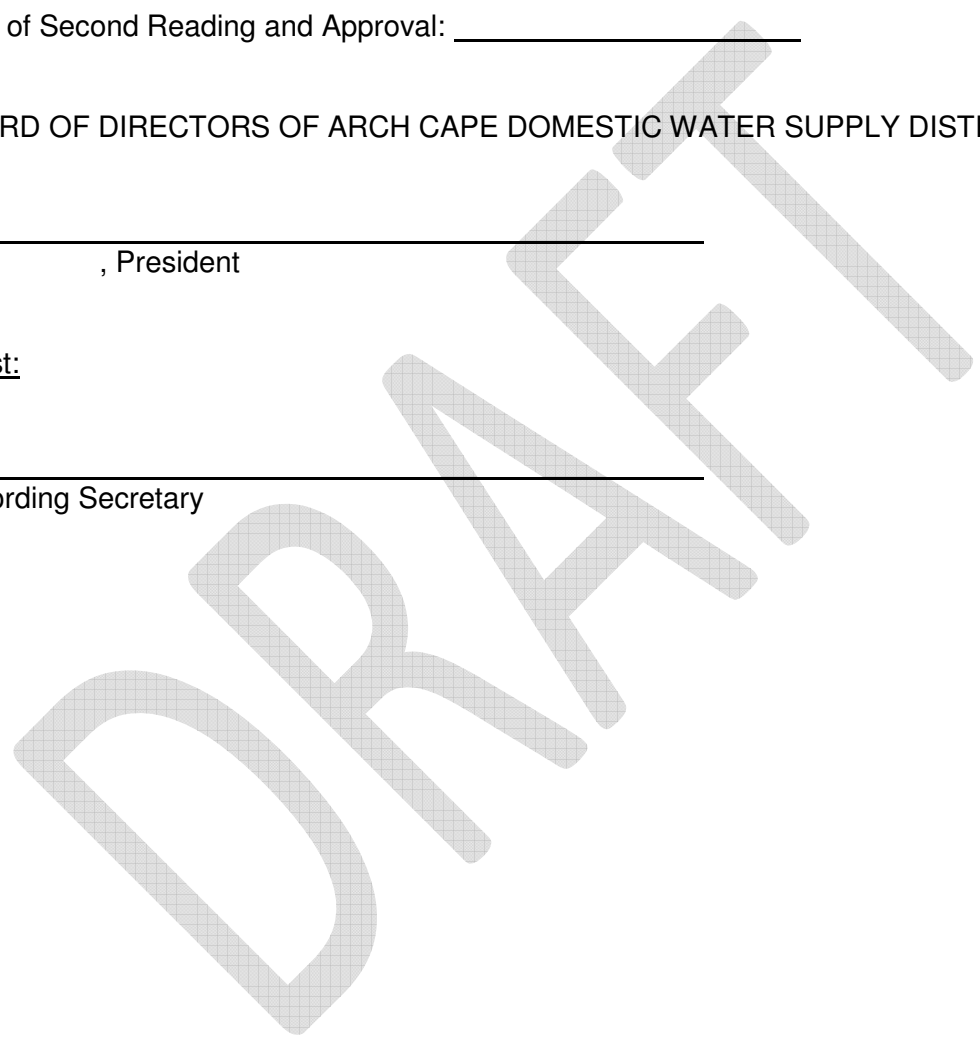 of Second Reading and Approval:
RD OF DIRECTORS OF ARCH CAPE DOMESTIC WATER SUPPLY DIST
, President
st:
ording Secretary
DRAFT